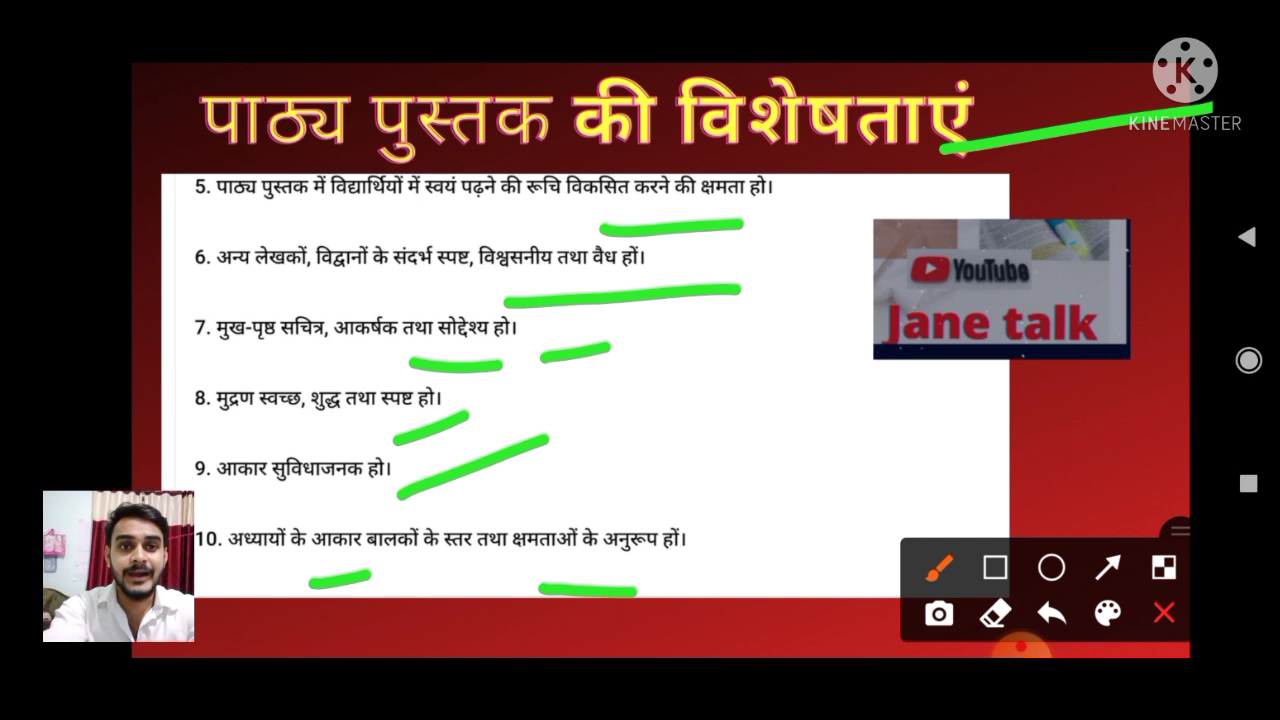 पाठ्य पुस्तक की विशेषताएं
KINEMASTER
5. पाठ्य पुस्तक में विद्यार्थियों में स्वयं पढ़ने की रूचि विकसित करने की क्षमता हो।
6. अन्य लेखकों, विद्वानों के संदर्भ स्पष्ट, विश्वसनीय तथा वैध हों।
YouTube
Jane talk
7. मुख-पृष्ठ सचित्र, आकर्षक तथा सोद्देश्य हो।
8. मुद्रण स्वच्छ, शुद्ध तथा स्पष्ट हो।
9. आकार सुविधाजनक हो।
10. अध्यायों के आकार बालकों के स्तर तथा क्षमताओं के अनुरूप हों।